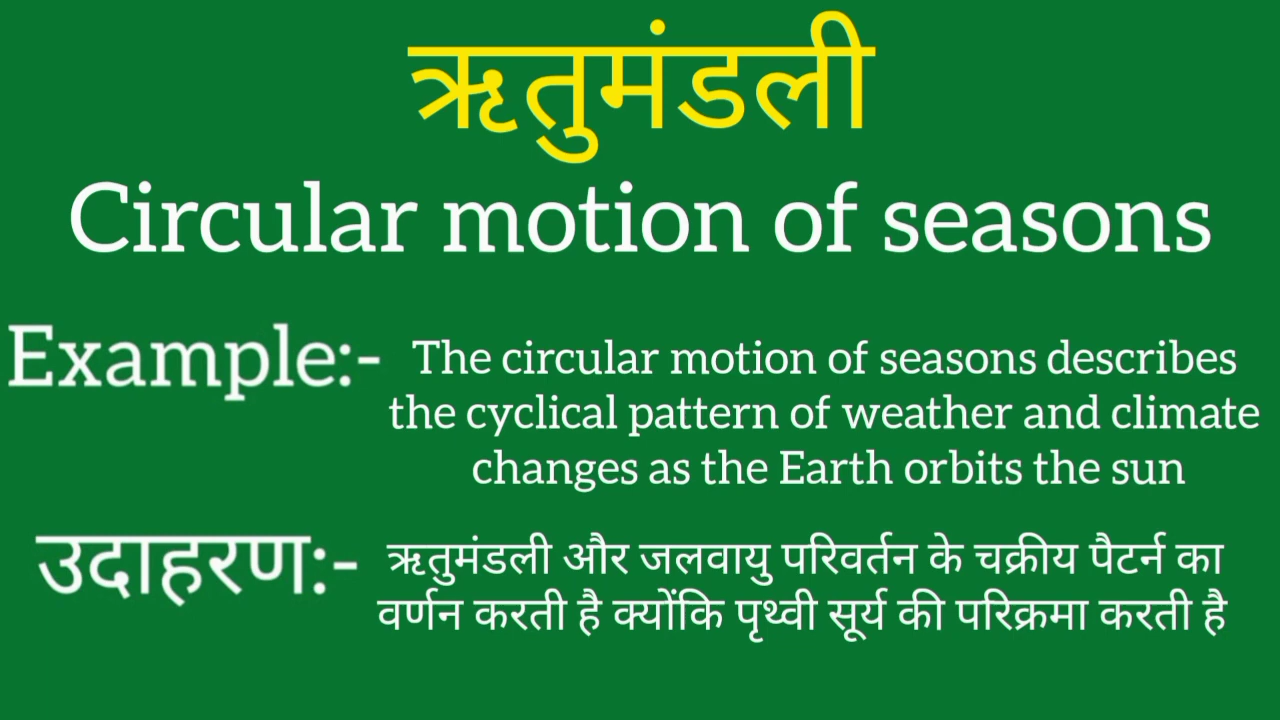 ऋतुमंडली
Circular motion of seasons
Example:- The circular motion of seasons describes
the cyclical pattern of weather and climate
changes as the Earth orbits the sun
उदाहरण:- ऋतुमंडली और जलवायु परिवर्तन के चक्रीय पैटर्न का
वर्णन करती है क्योंकि पृथ्वी सूर्य की परिक्रमा करती है